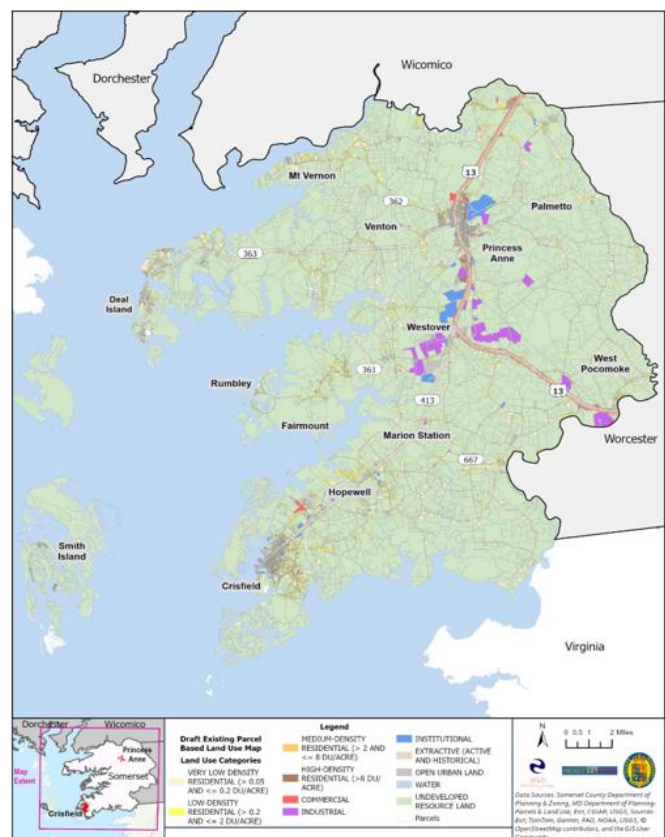 Dorchester
Wicomico
Mt Vernon
13
362
Palmetto
Venton
363
Princess
Anne
Deal
Island
Westover
West
Pocomoke
Rumbley
361
13
Fairmount
413
Worcester
Marion Station
667
Hopewell
Smith
Island
Crisfield
Virginia
Dorchester
Wicomico
Princess
Anne
Map
Extent
Somerset
Crisfield
Draft Existing Parcel
Based Land Use Map
Land Use Categories
VERY LOW DENSITY
RESIDENTIAL (> 0.05
AND <= 0.2 DU/ACRE)
LOW-DENSITY
RESIDENTIAL (> 0.2
AND <= 2 DU/ACRE)
Legend
MEDIUM-DENSITY
RESIDENTIAL (> 2 AND
<= 8 DU/ACRE)
HIGH-DENSITY
RESIDENTIAL (>8 DU/
ACRE)
COMMERCIAL
INDUSTRIAL
INSTITUTIONAL
EXTRACTIVE (ACTIVE
AND HISTORICAL)
OPEN URBAN LAND
WATER
UNDEVELOPED
RESOURCE LAND
Parcels
N
0 0.5 1 2 Miles
Data Sources: Somerset County Department of
Planning & Zoning, MD Department of Planning-
Parcels & Land Use; Esri, CGIAR, USGS, Sources:
Esri, TomTom, Garmin, FAO, NOAA, USGS, ©
OpenStreetMap contributors, and the GIS User